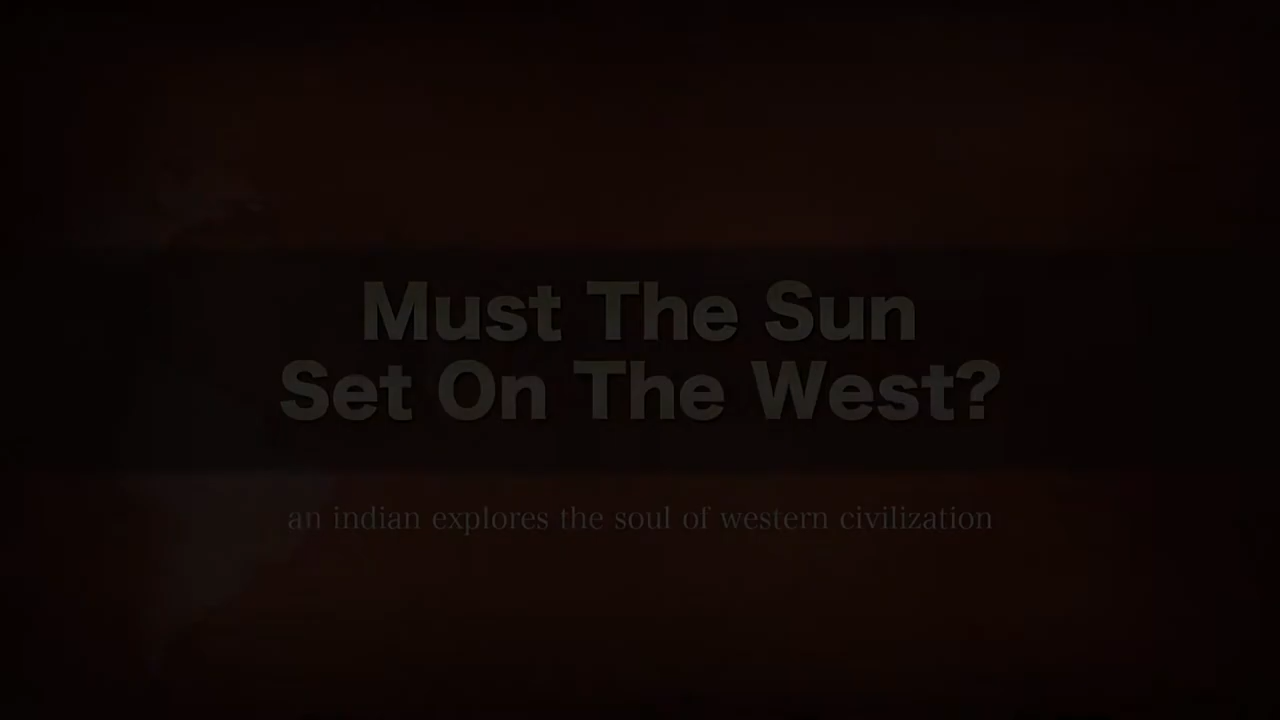 Must The Sun
Set On The West?
an indian explores the soul of western civilization